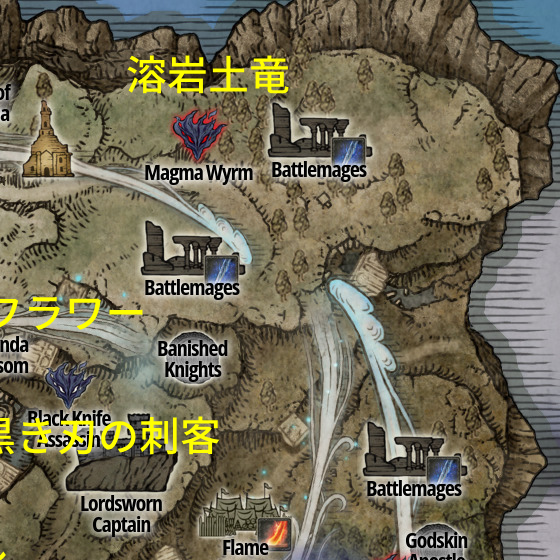 溶岩土竜
of
a
Magma Wyrm
Battlemages
Battlemages
フラワー
nda
som
Banished
Knights
Black Knife
Assassin
黒き刃の刺客
Lordsworn
Captain
Battlemages
Flame
Godskin
Apostle